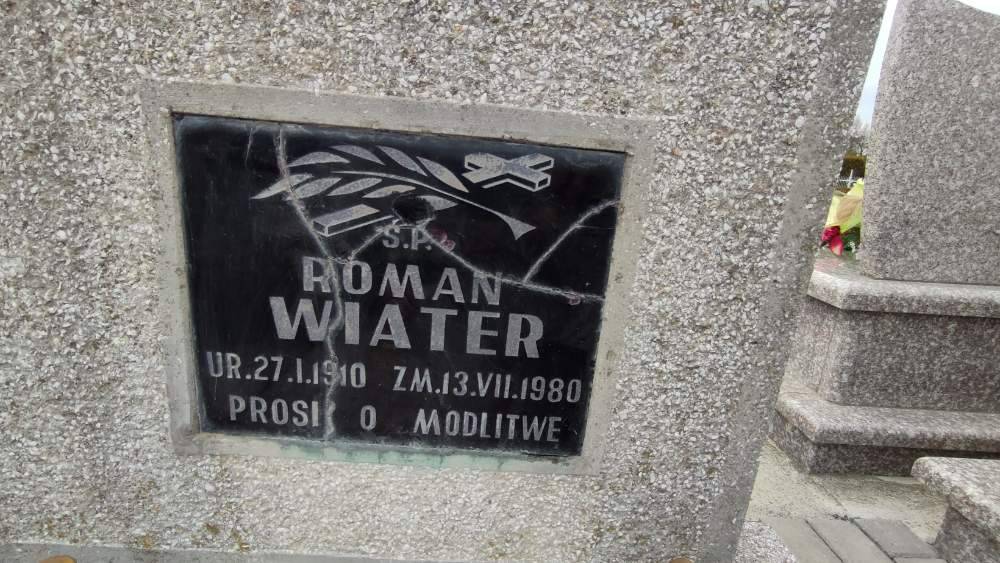 Ś.P.
ROMAN
WIATER
UR.27.I.1910 ZM.13.VII.1980
PROSI O MODLITWE